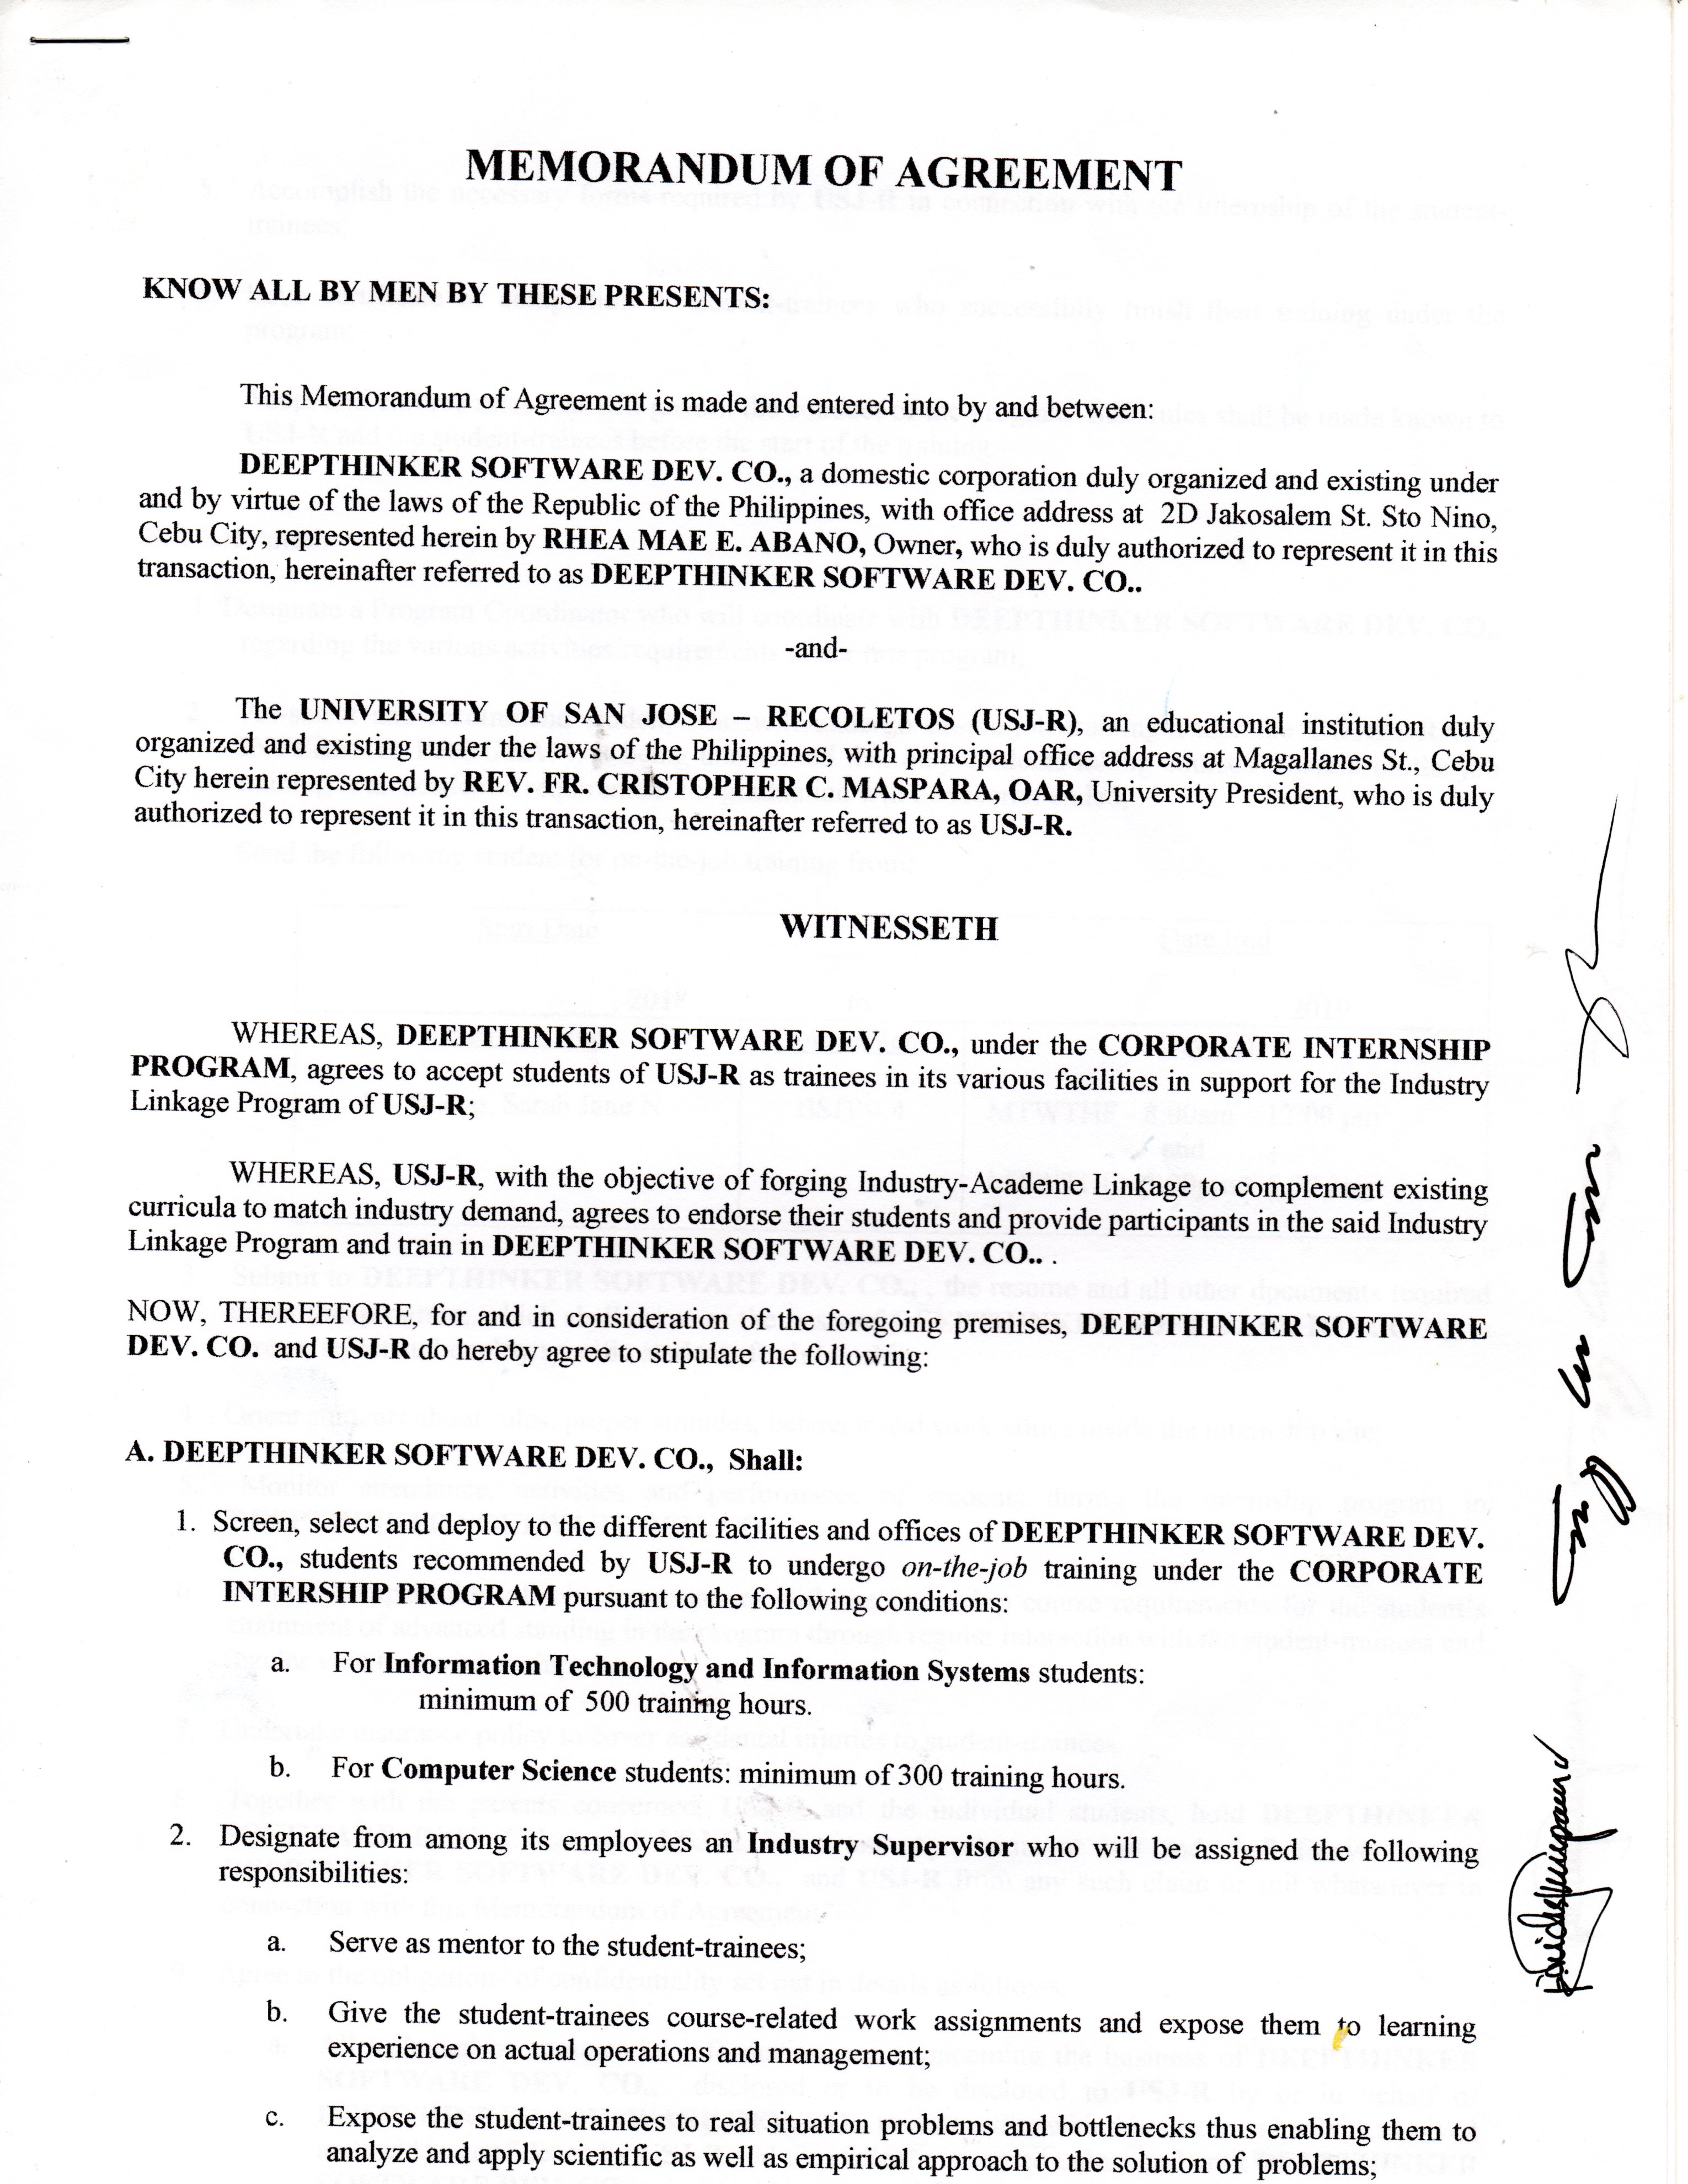 MEMORANDUM OF AGREEMENT
KNOW ALL BY MEN BY THESE PRESENTS:
This Memorandum of Agreement is made and entered into by and between:
DEEPTHINKER SOFTWARE DEV. CO., a domestic corporation duly organized and existing under
and by virtue of the laws of the Republic of the Philippines, with office address at 2D Jakosalem St. Sto Nino,
Cebu City, represented herein by RHEA MAE E. ABANO, Owner, who is duly authorized to represent it in this
transaction, hereinafter referred to as DEEPTHINKER SOFTWARE DEV. CO..
-and-
The UNIVERSITY OF SAN JOSE – RECOLETOS (USJ-R), an educational institution duly
organized and existing under the laws of the Philippines, with principal office address at Magallanes St., Cebu
City herein represented by REV. FR. CRISTOPHER C. MASPARA, OAR, University President, who is duly
authorized to represent it in this transaction, hereinafter referred to as USJ-R.
WITNESSETH
WHEREAS, DEEPTHINKER SOFTWARE DEV. CO., under the CORPORATE INTERNSHIP
PROGRAM, agrees to accept students of USJ-R as trainees in its various facilities in support for the Industry
Linkage Program of USJ-R;
WHEREAS, USJ-R, with the objective of forging Industry-Academe Linkage to complement existing
curricula to match industry demand, agrees to endorse their students and provide participants in the said Industry
Linkage Program and train in DEEPTHINKER SOFTWARE DEV. CO.. .
NOW, THEREEFORE, for and in consideration of the foregoing premises, DEEPTHINKER SOFTWARE
DEV. CO. and USJ-R do hereby agree to stipulate the following:
A. DEEPTHINKER SOFTWARE DEV. CO., Shall:
1. Screen, select and deploy to the different facilities and offices of DEEPTHINKER SOFTWARE DEV.
CO., students recommended by USJ-R to undergo on-the-job training under the CORPORATE
INTERSHIP PROGRAM pursuant to the following conditions:
a. For Information Technology and Information Systems students:
minimum of 500 training hours.
b. For Computer Science students: minimum of 300 training hours.
2. Designate from among its employees an Industry Supervisor who will be assigned the following
responsibilities:
a. Serve as mentor to the student-trainees;
b. Give the student-trainees course-related work assignments and expose them to learning
experience on actual operations and management;
c. Expose the student-trainees to real situation problems and bottlenecks thus enabling them to
analyze and apply scientific as well as empirical approach to the solution of problems;